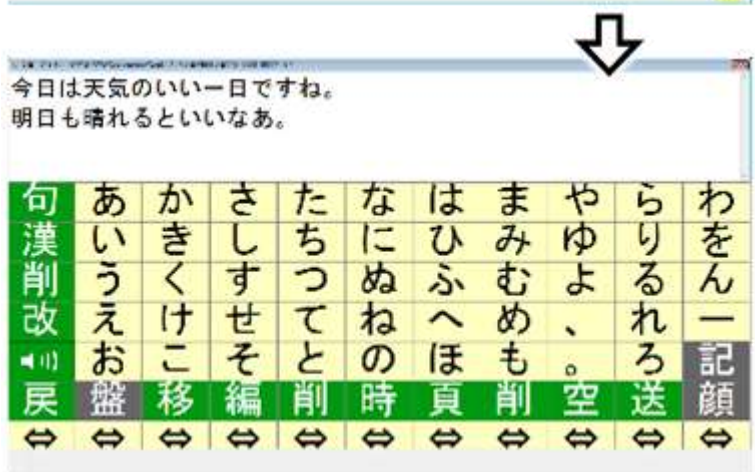 今日は天気のいい一日ですね。
明日も晴れるといいなあ。
句 あ か さ た な は ま や ら わ
漢 い き し ち に ひ み ゆ り を
削 う く す つ ぬ ふ む よ る ん
改 え け せ て ね へ め 、 れ ー
お こ そ と の ほ も 。 ろ 記
戻 盤 移 編 削 時 頁 削 空 送 顔